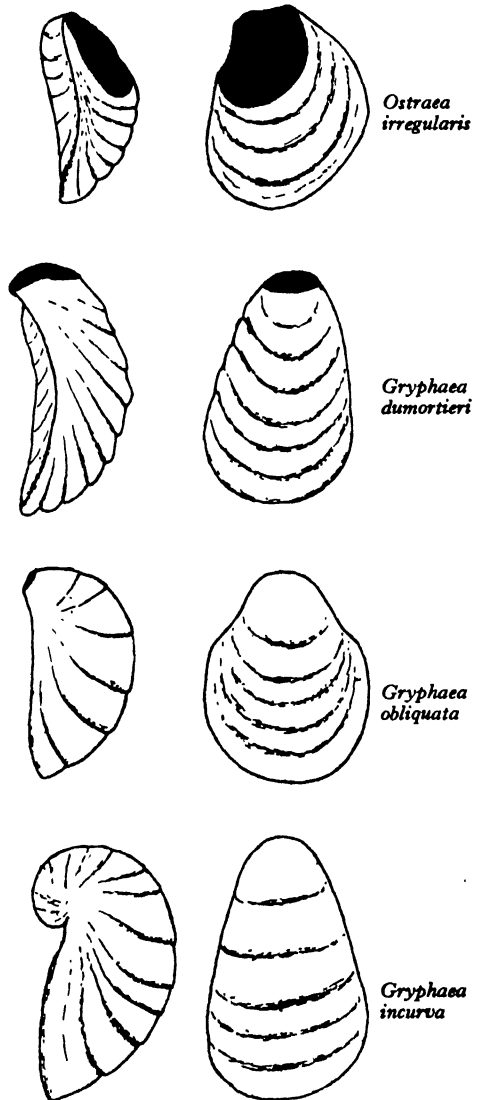 Ostraea
irregularis
Gryphaea
dumortieri
Gryphaea
obliquata
Gryphaea
incurva